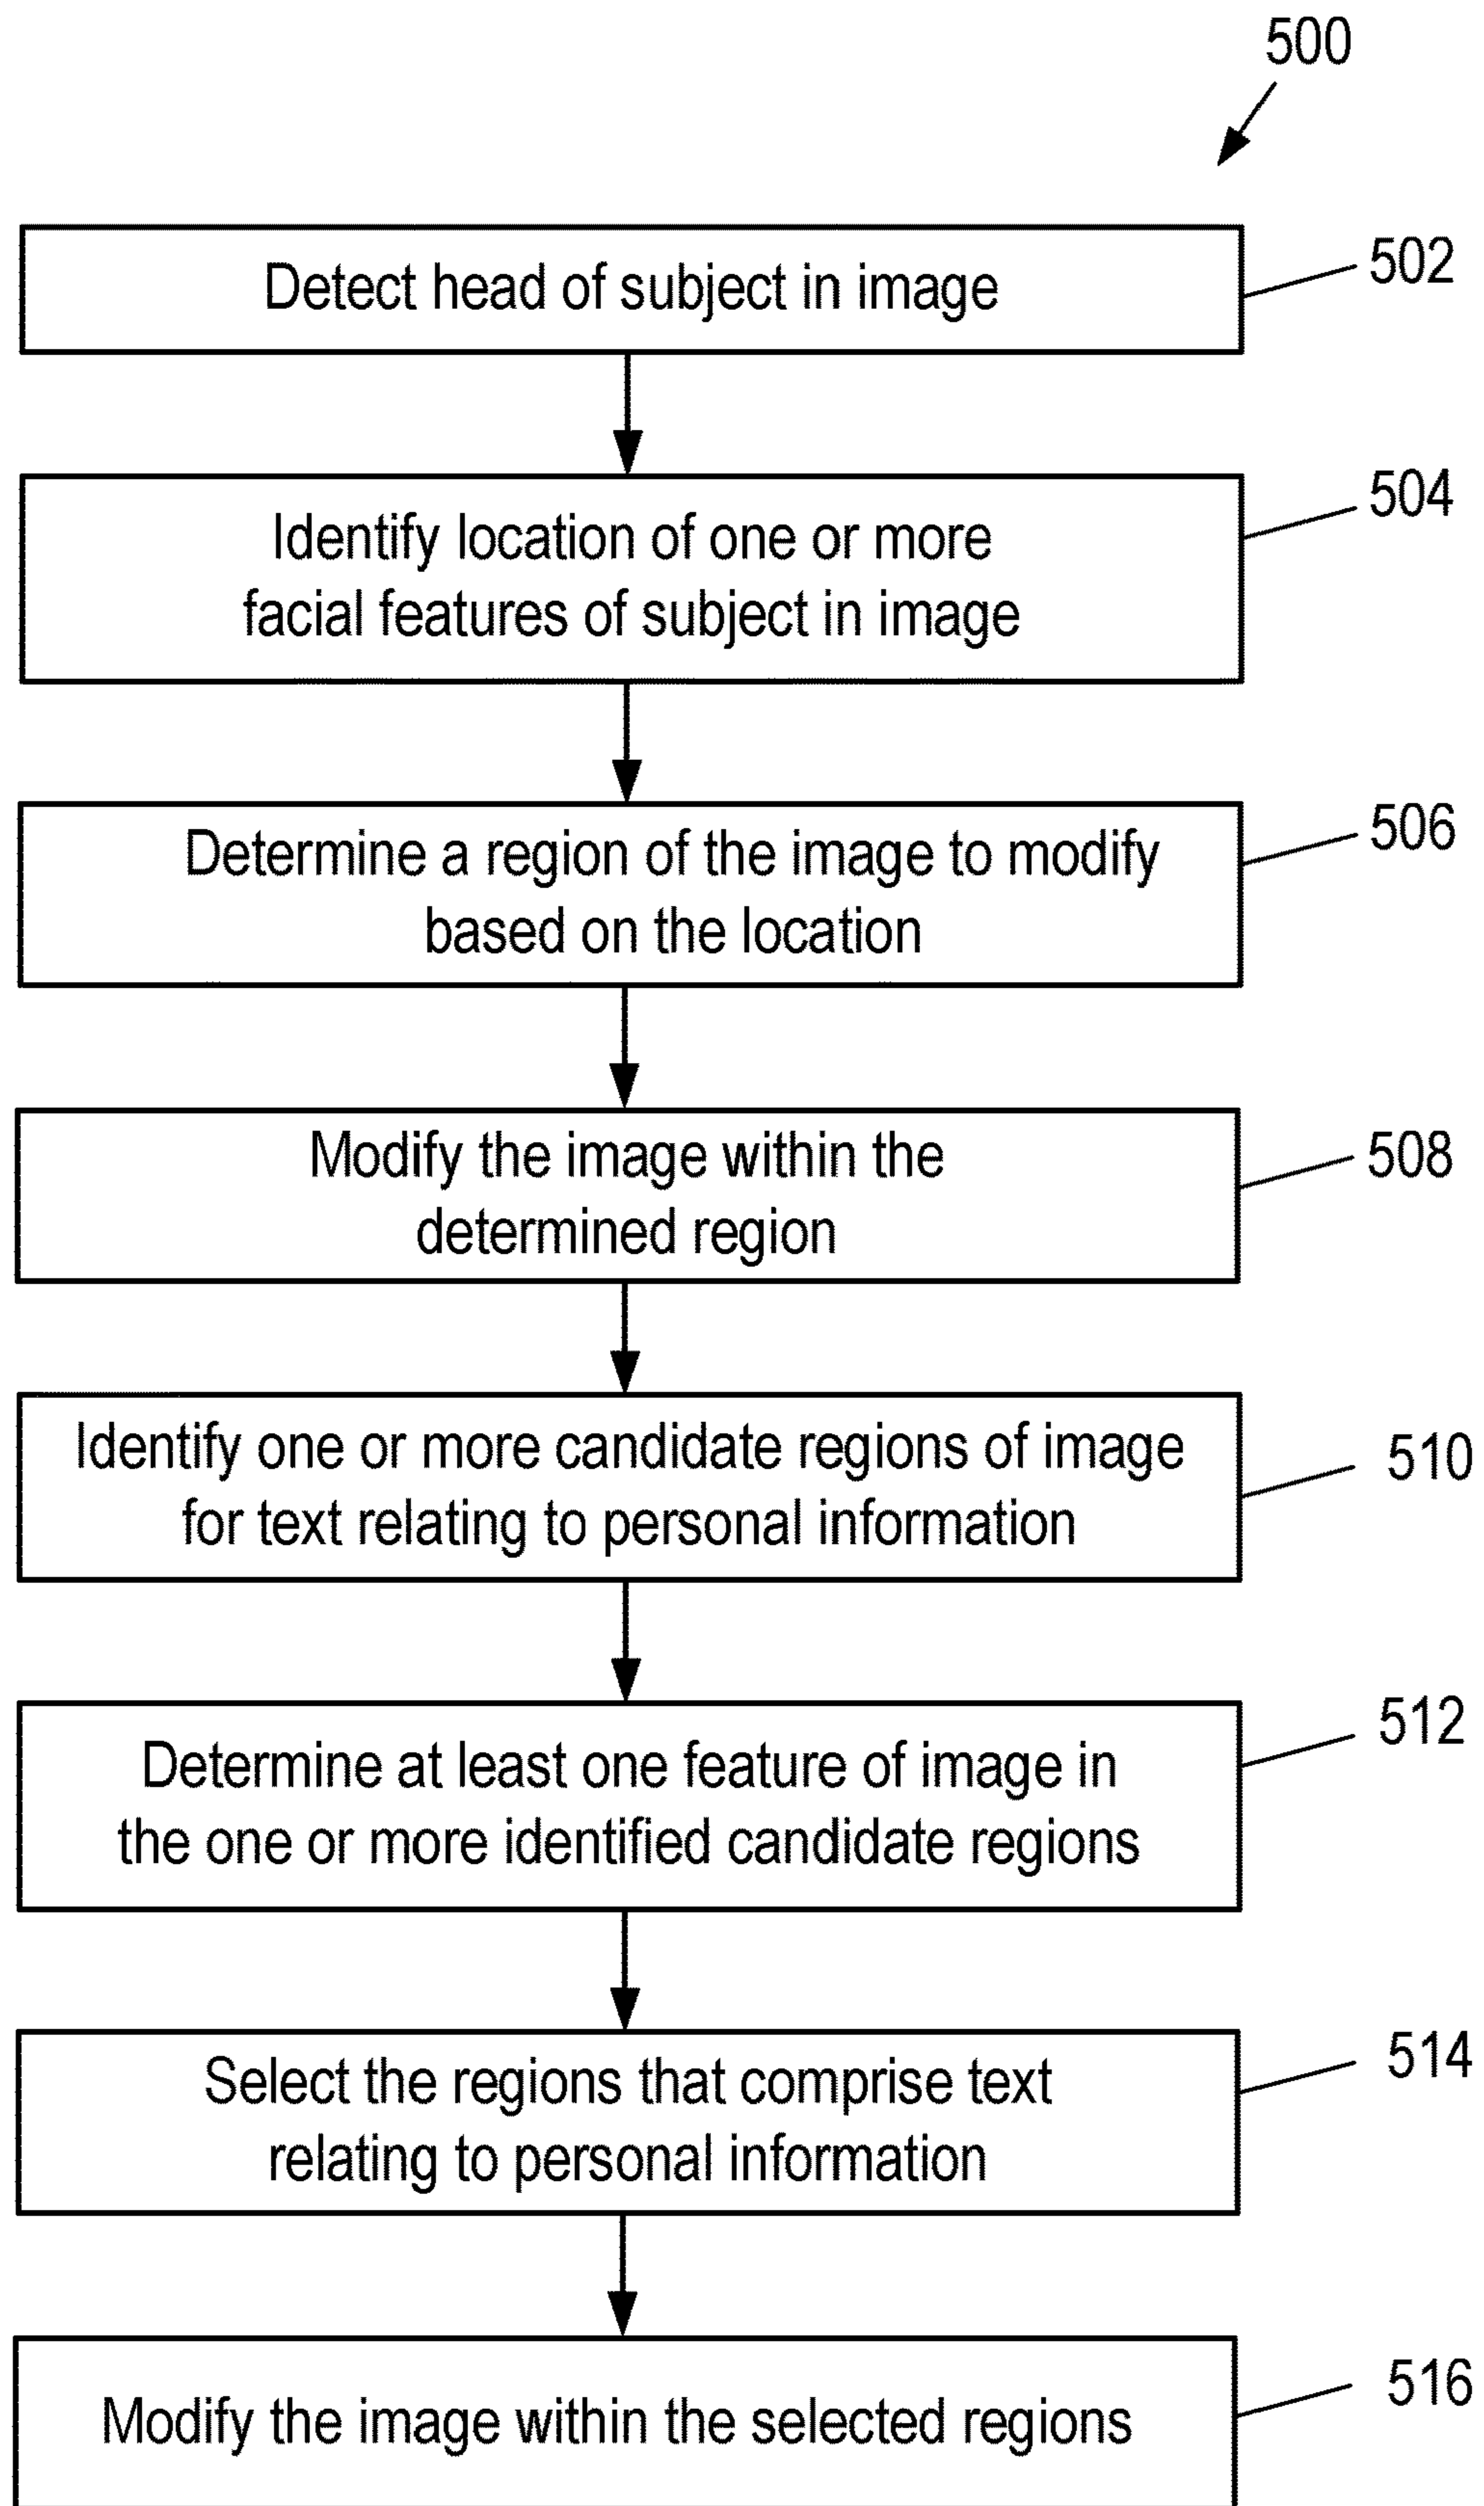 500
Detect head of subject in image
502
Identify location of one or more
facial features of subject in image
504
Determine a region of the image to modify
based on the location
506
Modify the image within the
determined region
508
Identify one or more candidate regions of image
for text relating to personal information
510
Determine at least one feature of image in
the one or more identified candidate regions
512
Select the regions that comprise text
relating to personal information
514
Modify the image within the selected regions
516